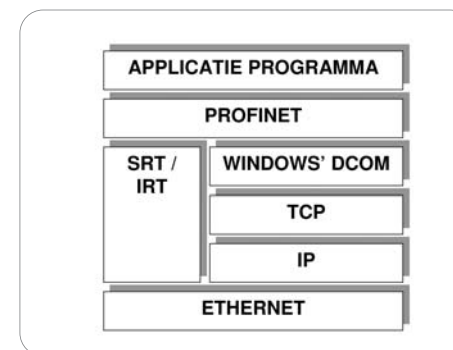 APPLICATIE PROGRAMMA
PROFINET
SRT /
IRT
WINDOWS' DCOM
TCP
IP
ETHERNET